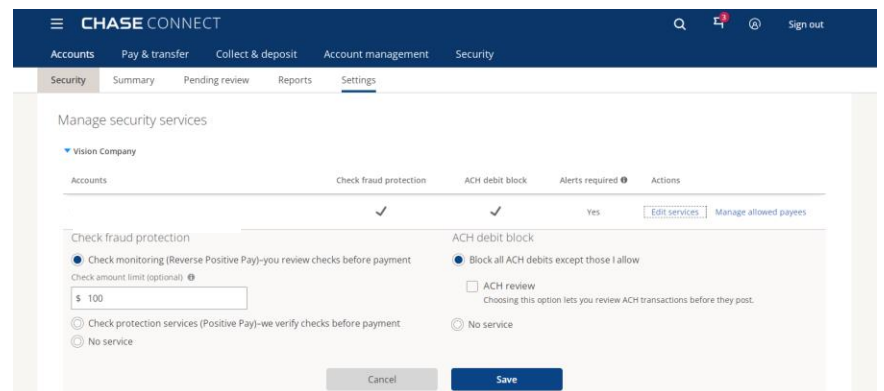 CHASE CONNECT
3
Sign out
Accounts Pay & transfer Collect & deposit Account management Security
Security Summary Pending review Reports Settings
Manage security services
Vision Company
Accounts Check fraud protection ACH debit block Alerts required Actions
Yes Edit services Manage allowed payees
Check fraud protection ACH debit block
Check monitoring (Reverse Positive Pay)–you review checks before payment Block all ACH debits except those I allow
Check amount limit (optional) ACH review
Choosing this option lets you review ACH transactions before they post.
$ 100
Check protection services (Positive Pay)–we verify checks before payment No service
No service
Cancel Save